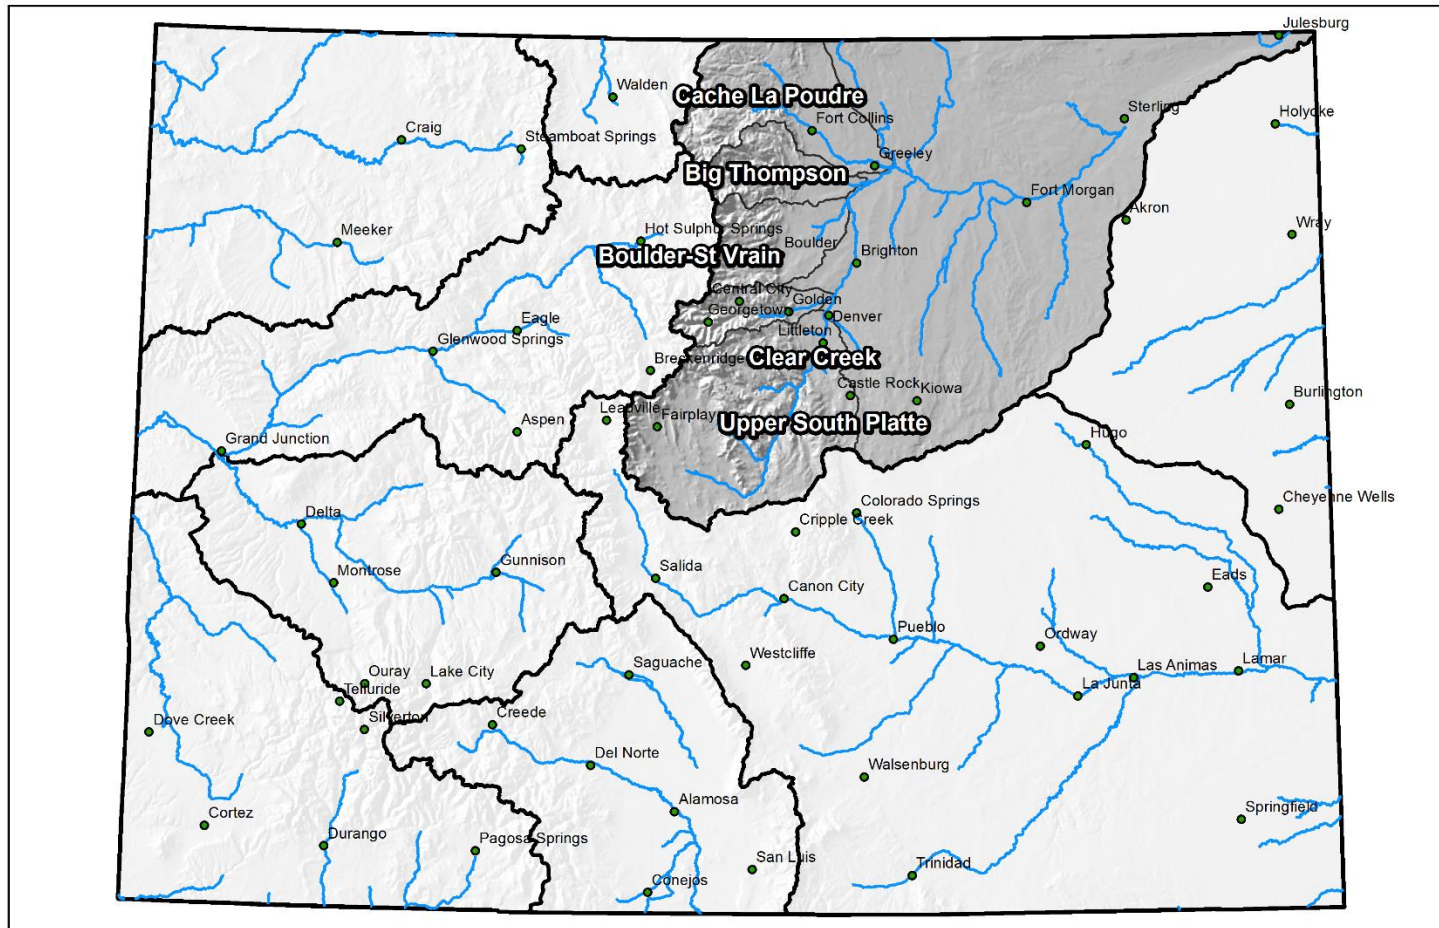 Julesburg
Walden
Cache La Poudre
Sterling
Holyoke
Craig
Steamboat Springs
Fort Collins
Greeley
Big Thompson
Fort Morgan
Akron
Wray
Meeker
Hot Sulphur Springs
Boulder
Boulder-St Vrain
Brighton
Central City
Georgetown
Golden
Denver
Eagle
Glenwood Springs
Littleton
Clear Creek
Breckenridge
Castle Rock
Kiowa
Burlington
Aspen
Leadville
Fairplay
Upper South Platte
Hugo
Grand Junction
Colorado Springs
Cheyenne Wells
Delta
Cripple Creek
Montrose
Gunnison
Salida
Canon City
Eads
Pueblo
Ordway
Westcliffe
Las Animas
Lamar
Saguache
La Junta
Ouray
Lake City
Telluride
Dove Creek
Silverton
Creede
Del Norte
Walsenburg
Alamosa
Springfield
Cortez
Durango
Pagosa Springs
San Luis
Trinidad
Conejos